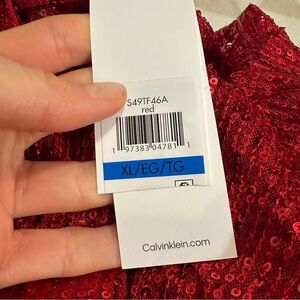 S49TF46A
red
1 97383 04781 1
XL/EG/TG
Calvinklein.com